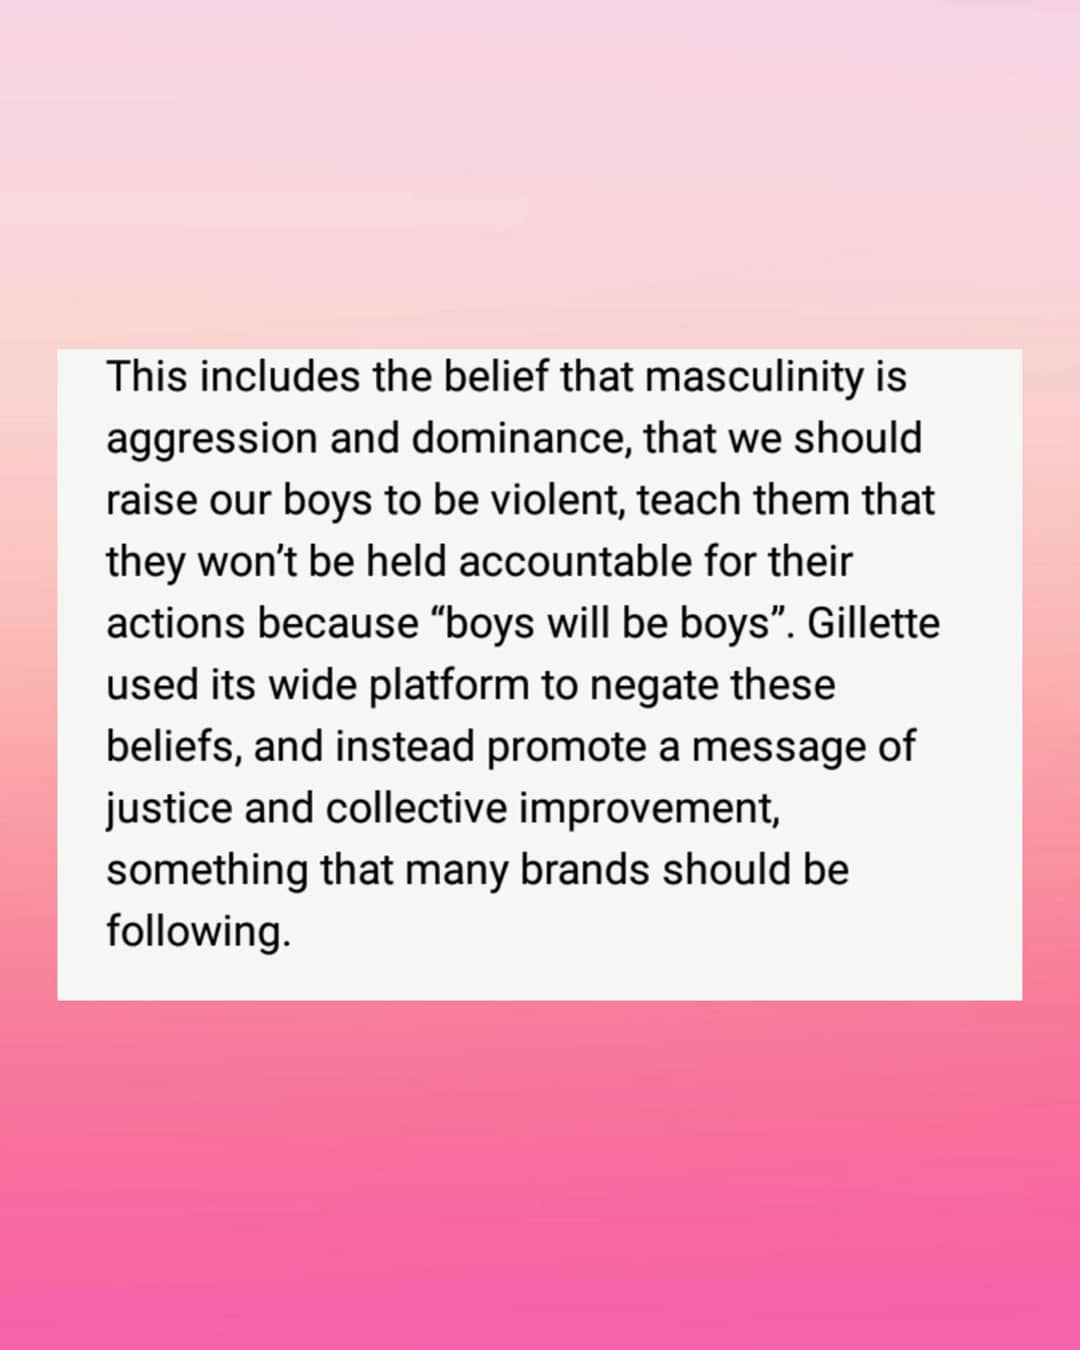 This includes the belief that masculinity is
aggression and dominance, that we should
raise our boys to be violent, teach them that
they won’t be held accountable for their
actions because “boys will be boys”. Gillette
used its wide platform to negate these
beliefs, and instead promote a message of
justice and collective improvement,
something that many brands should be
following.